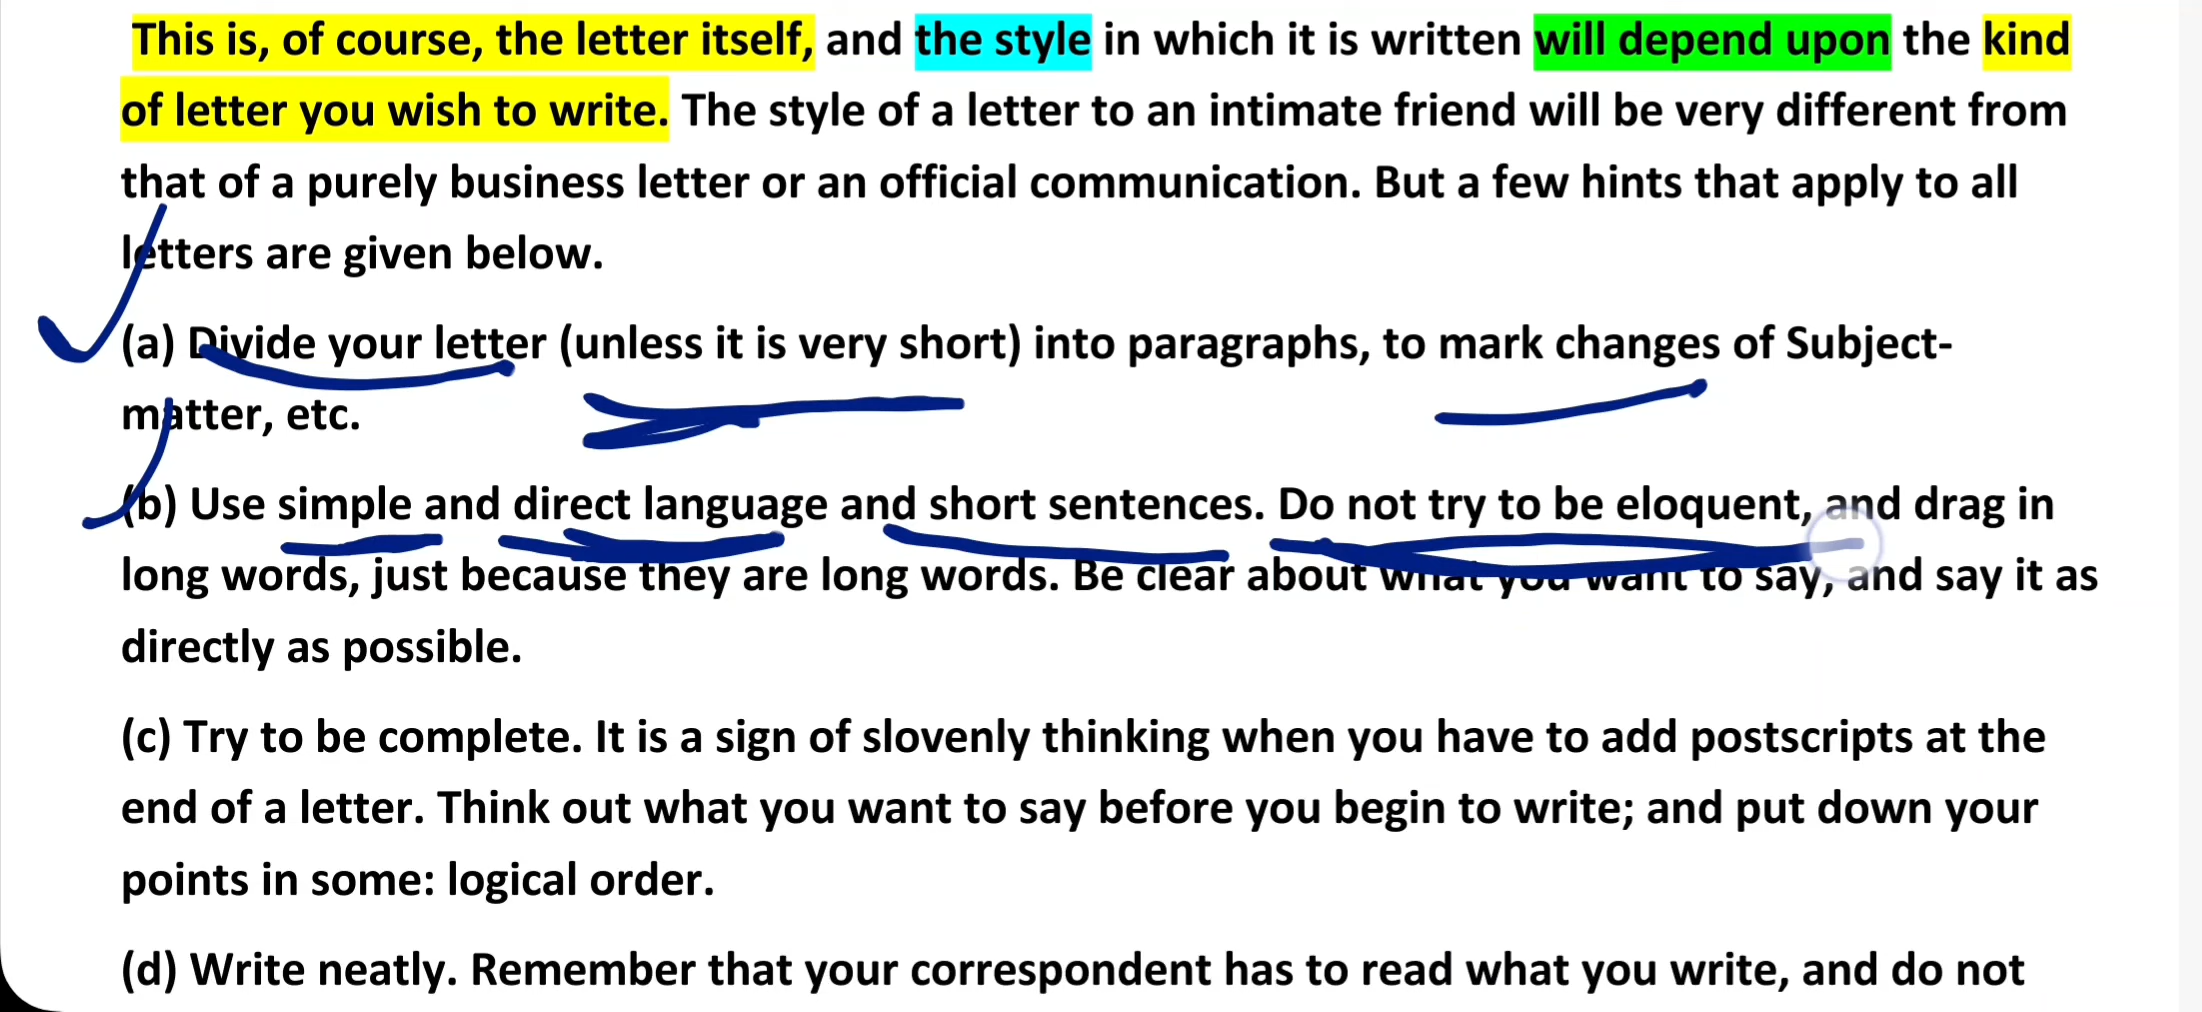 This is, of course, the letter itself, and the style in which it is written will depend upon the kind
of letter you wish to write. The style of a letter to an intimate friend will be very different from
that of a purely business letter or an official communication. But a few hints that apply to all
letters are given below.
(a) Divide your letter (unless it is very short) into paragraphs, to mark changes of Subject-
matter, etc.
(b) Use simple and direct language and short sentences. Do not try to be eloquent, and drag in
long words, just because they are long words. Be clear about what you want to say, and say it as
directly as possible.
(c) Try to be complete. It is a sign of slovenly thinking when you have to add postscripts at the
end of a letter. Think out what you want to say before you begin to write; and put down your
points in some: logical order.
(d) Write neatly. Remember that your correspondent has to read what you write, and do not